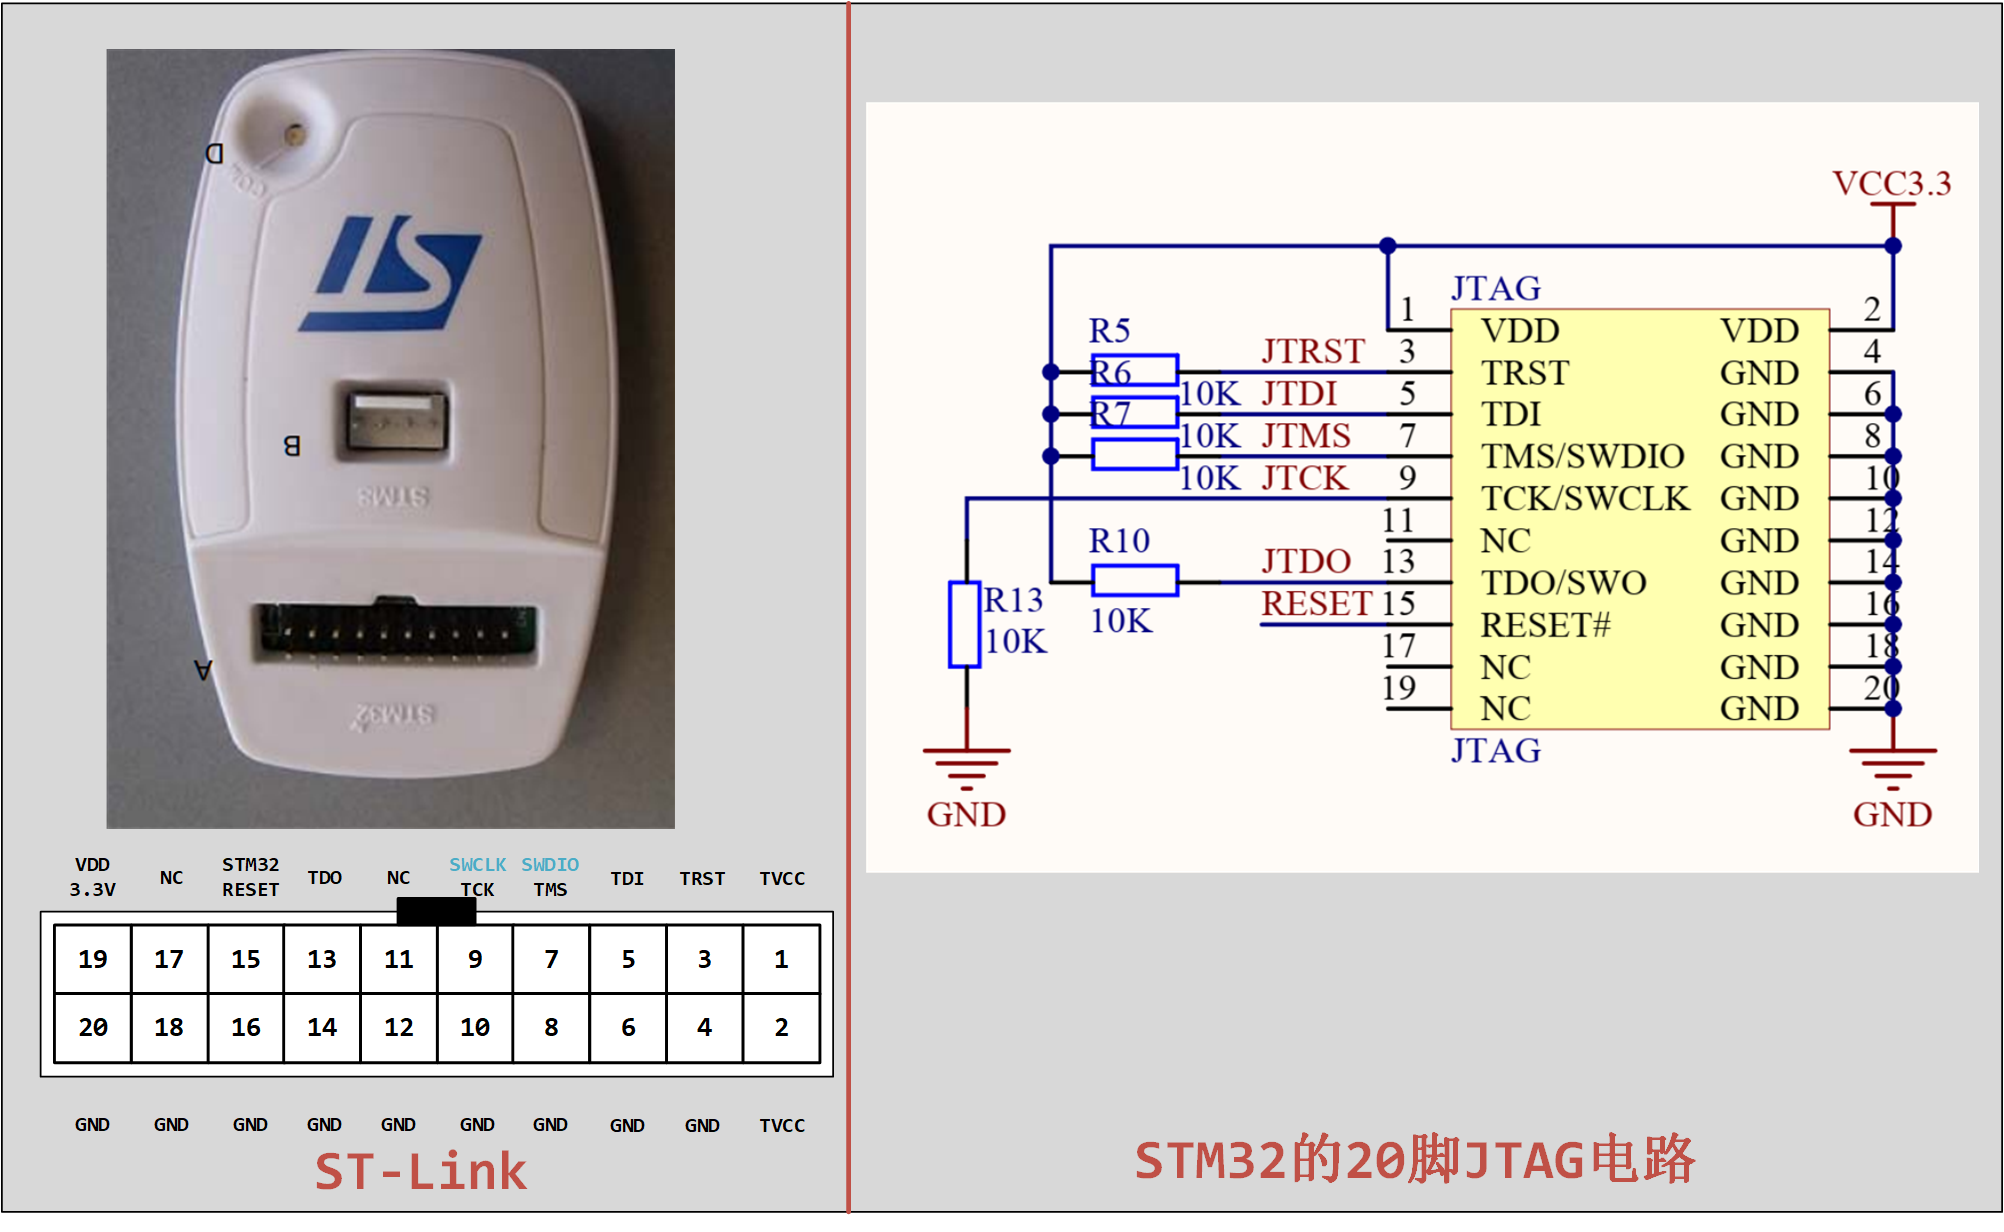 D
COM
B
STM8
A
STM32
VDD NC STM32 TDO NC SWCLK SWDIO TDI TRST TVCC
3.3V RESET TCK TMS
19 17 15 13 11 9 7 5 3 1
20 18 16 14 12 10 8 6 4 2
GND GND GND GND GND GND GND GND GND TVCC
ST-Link
VCC3.3
JTAG
1 VDD VDD 2
R5 JTRST 3 TRST GND 4
R6 10K JTDI 5 TDI GND 6
R7 10K JTMS 7 TMS/SWDIO GND 8
10K JTCK 9 TCK/SWCLK GND 10
11 NC GND 12
R10 JTDO 13 TDO/SWO GND 14
10K RESET 15 RESET# GND 16
R13
10K
17 NC GND 18
19 NC GND 20
JTAG
GND GND
STM32的20脚JTAG电路